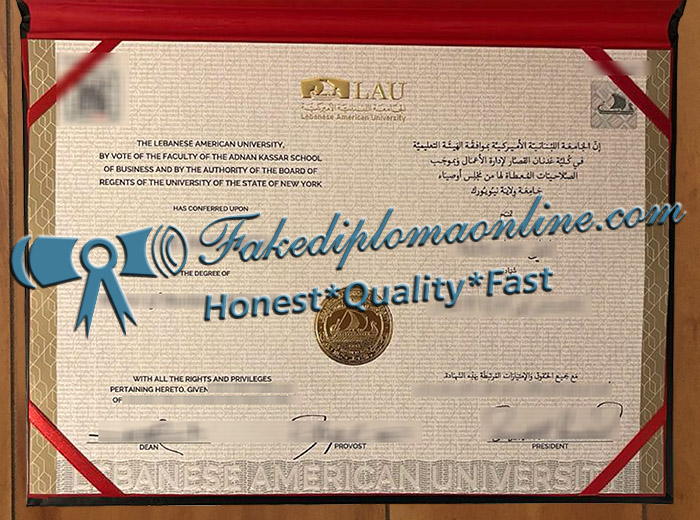 LAU
الجامعة اللبنانية الأميركية
Lebanese American University
THE LEBANESE AMERICAN UNIVERSITY,
BY VOTE OF THE FACULTY OF THE ADNAN KASSAR SCHOOL
OF BUSINESS AND BY THE AUTHORITY OF THE BOARD OF
REGENTS OF THE UNIVERSITY OF THE STATE OF NEW YORK
HAS CONFERRED UPON
إنّ الجامعة اللبنانية الأميركية بموافقة الهيئة التعليمية
في كلية عدنان القصار لإدارة الأعمال وبموجب
الصلاحيات المعطاة لها من مجلس أوصياء
جامعة ولاية نيويورك
تمنح
© Fakediplomaonline.com
THE DEGREE OF
شهادة
Honest*Quality*Fast
WITH ALL THE RIGHTS AND PRIVILEGES
PERTAINING HERETO. GIVEN
OF
مع جميع الحقوق والامتيازات المرتبطة بهذه الشهادة
DEAN
PROVOST
PRESIDENT
LEBANESE AMERICAN UNIVERSITY